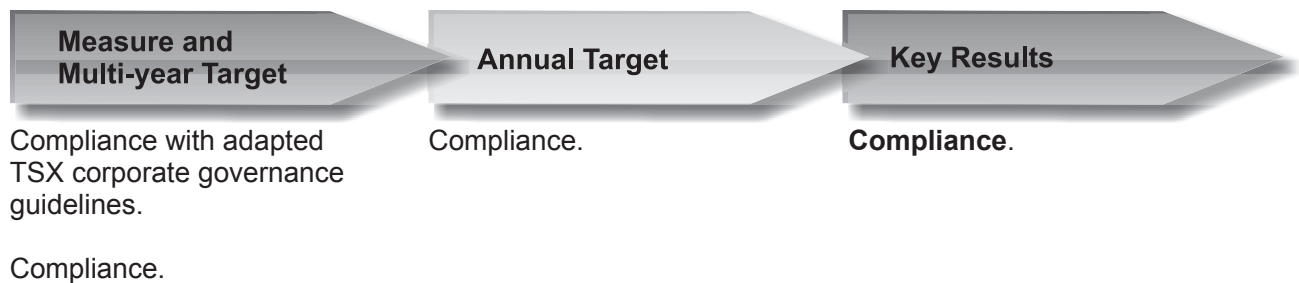 Measure and
Multi-year Target
Annual Target
Key Results
Compliance with adapted
TSX corporate governance
guidelines.
Compliance.
Compliance.
Compliance.